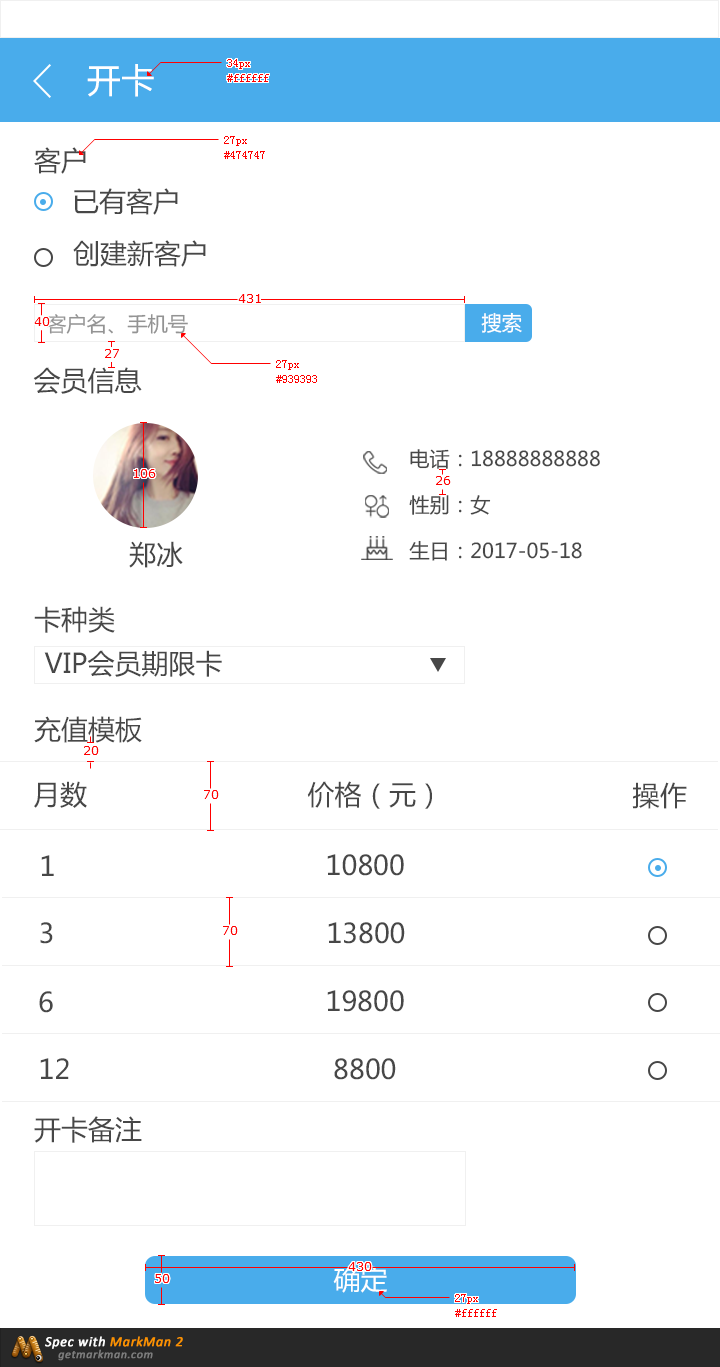 开卡
34px
#ffffff
客户
27px
#474747
已有客户
创建新客户
431
40
客户名、手机号
搜索
27
27px
#939393
会员信息
106
郑冰
电话：18888888888
26
性别：女
生日：2017-05-18
卡种类
VIP会员期限卡
充值模板
20
月数 70 价格（元） 操作
1 10800
3 70 13800
6 19800
12 8800
开卡备注
430
50
确定
27px
#ffffff
Spec with MarkMan 2
getmarkman.com